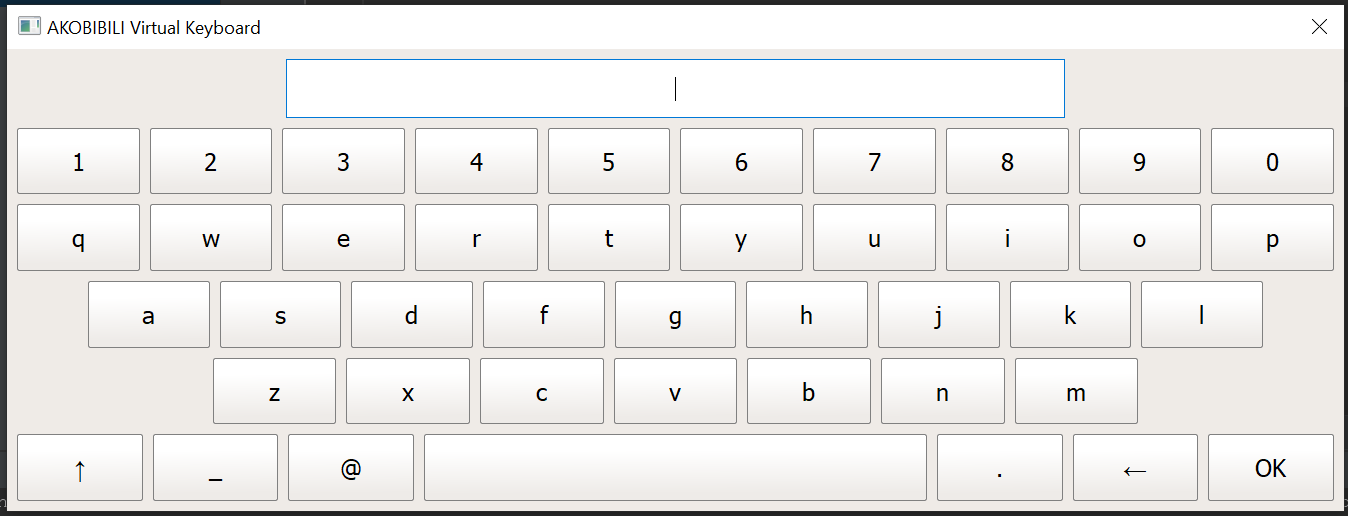 AKOBIBILI Virtual Keyboard
1 2 3 4 5 6 7 8 9 0
q w e r t y u i o p
a s d f g h j k l
z x c v b n m
↑ _ @ . ← OK